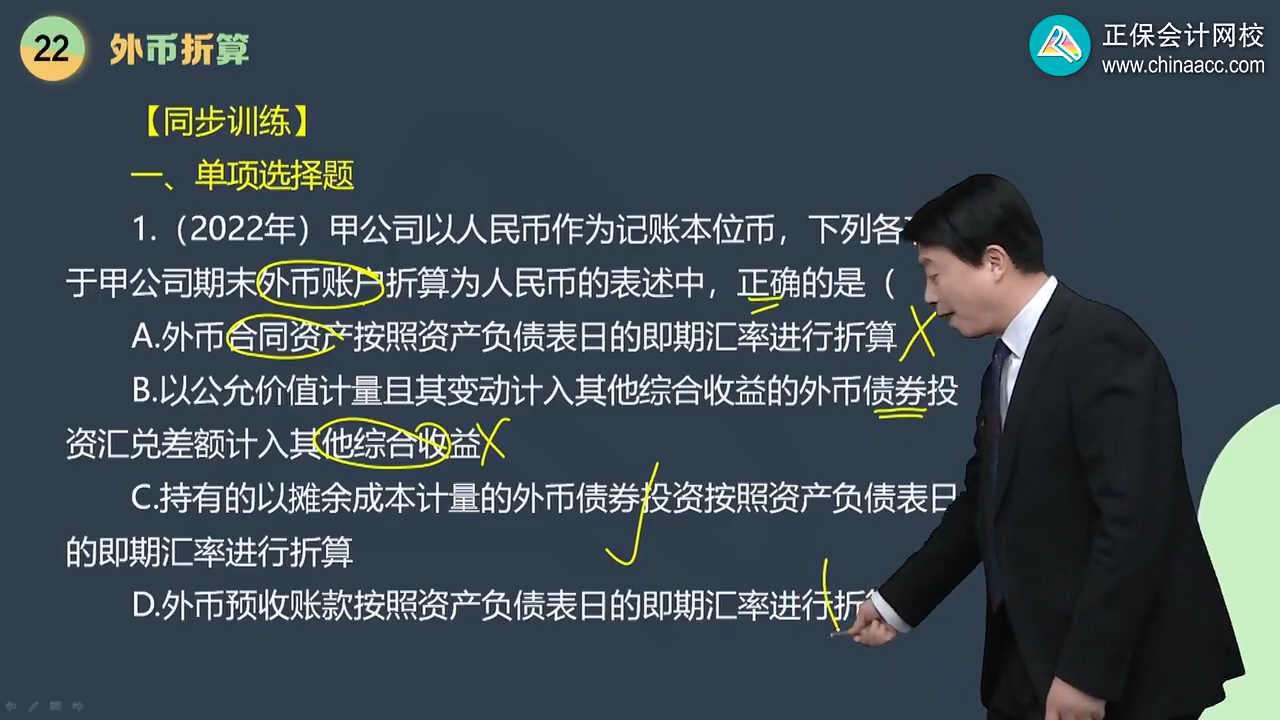 22 外币折算
正保会计网校
www.chinaacc.com
【同步训练】
一、单项选择题
1.（2022年）甲公司以人民币作为记账本位币，下列各
于甲公司期末外币账户折算为人民币的表述中，正确的是（
A.外币合同资产按照资产负债表日的即期汇率进行折算
B.以公允价值计量且其变动计入其他综合收益的外币债券投
资汇兑差额计入其他综合收益
C.持有的以摊余成本计量的外币债券投资按照资产负债表日
的即期汇率进行折算
D.外币预收账款按照资产负债表日的即期汇率进行折